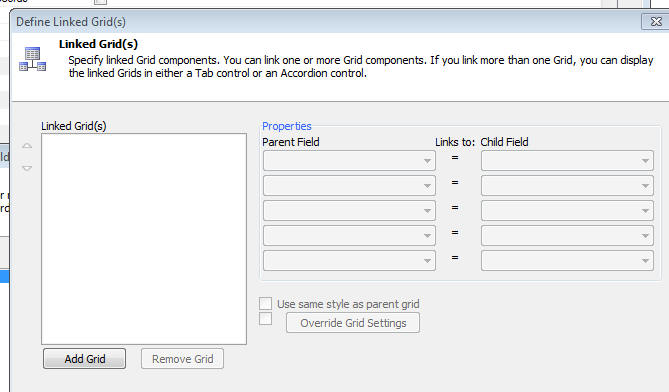 Define Linked Grid(s)
Linked Grid(s)
Specify linked Grid components. You can link one or more Grid components. If you link more than one Grid, you can display
the linked Grids in either a Tab control or an Accordion control.
Linked Grid(s)
Properties
Parent Field Links to: Child Field
=
=
=
=
=
Use same style as parent grid
Override Grid Settings
Add Grid Remove Grid